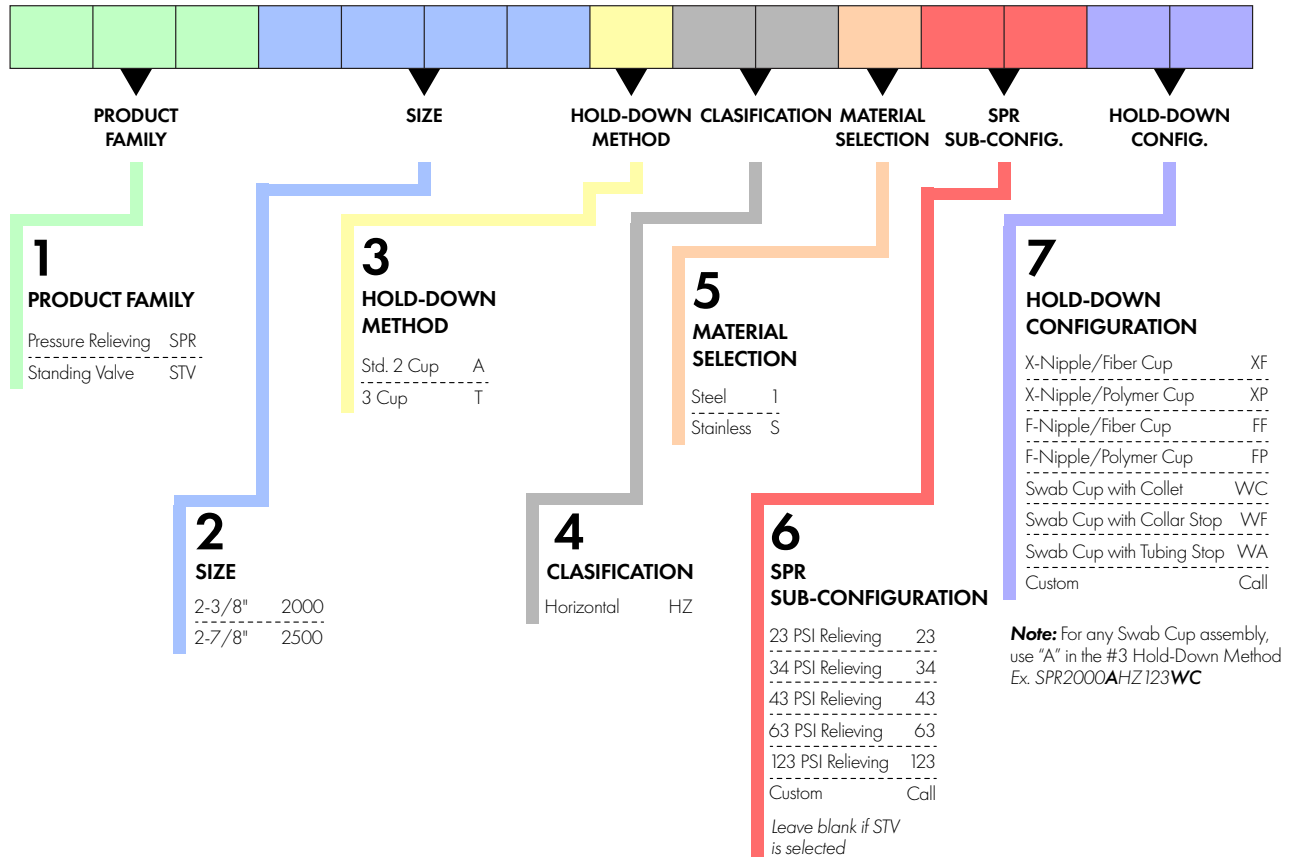 PRODUCT
FAMILY
SIZE
HOLD-DOWN
METHOD
CLASIFICATION
MATERIAL
SELECTION
SPR
SUB-CONFIG.
HOLD-DOWN
CONFIG.
1
PRODUCT FAMILY
Pressure Relieving SPR
Standing Valve STV
2
SIZE
2-3/8" 2000
2-7/8" 2500
3
HOLD-DOWN
METHOD
Std. 2 Cup A
3 Cup T
4
CLASIFICATION
Horizontal HZ
5
MATERIAL
SELECTION
Steel 1
Stainless S
6
SPR
SUB-CONFIGURATION
23 PSI Relieving 23
34 PSI Relieving 34
43 PSI Relieving 43
63 PSI Relieving 63
123 PSI Relieving 123
Custom Call
Leave blank if STV
is selected
7
HOLD-DOWN
CONFIGURATION
X-Nipple/Fiber Cup XF
X-Nipple/Polymer Cup XP
F-Nipple/Fiber Cup FF
F-Nipple/Polymer Cup FP
Swab Cup with Collet WC
Swab Cup with Collar Stop WF
Swab Cup with Tubing Stop WA
Custom Call
Note: For any Swab Cup assembly,
use "A" in the #3 Hold-Down Method
Ex. SPR2000AHZ123WC